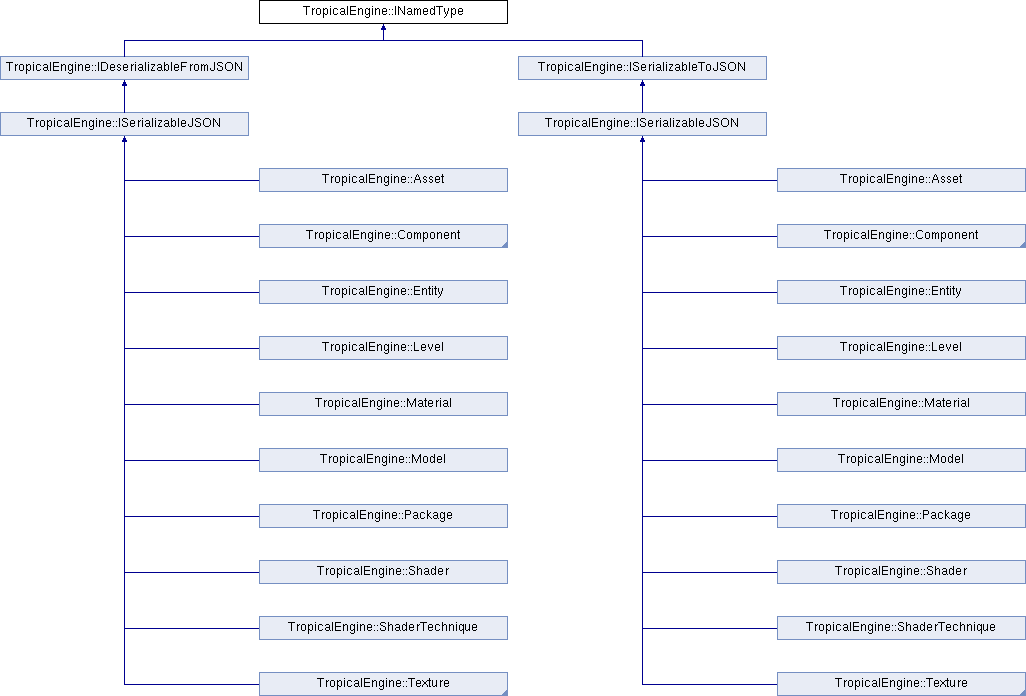 TropicalEngine::INamedType
TropicalEngine::IDeserializableFromJSON
TropicalEngine::ISerializableToJSON
TropicalEngine::ISerializableJSON
TropicalEngine::ISerializableJSON
TropicalEngine::Asset
TropicalEngine::Asset
TropicalEngine::Component
TropicalEngine::Component
TropicalEngine::Entity
TropicalEngine::Entity
TropicalEngine::Level
TropicalEngine::Level
TropicalEngine::Material
TropicalEngine::Material
TropicalEngine::Model
TropicalEngine::Model
TropicalEngine::Package
TropicalEngine::Package
TropicalEngine::Shader
TropicalEngine::Shader
TropicalEngine::ShaderTechnique
TropicalEngine::ShaderTechnique
TropicalEngine::Texture
TropicalEngine::Texture